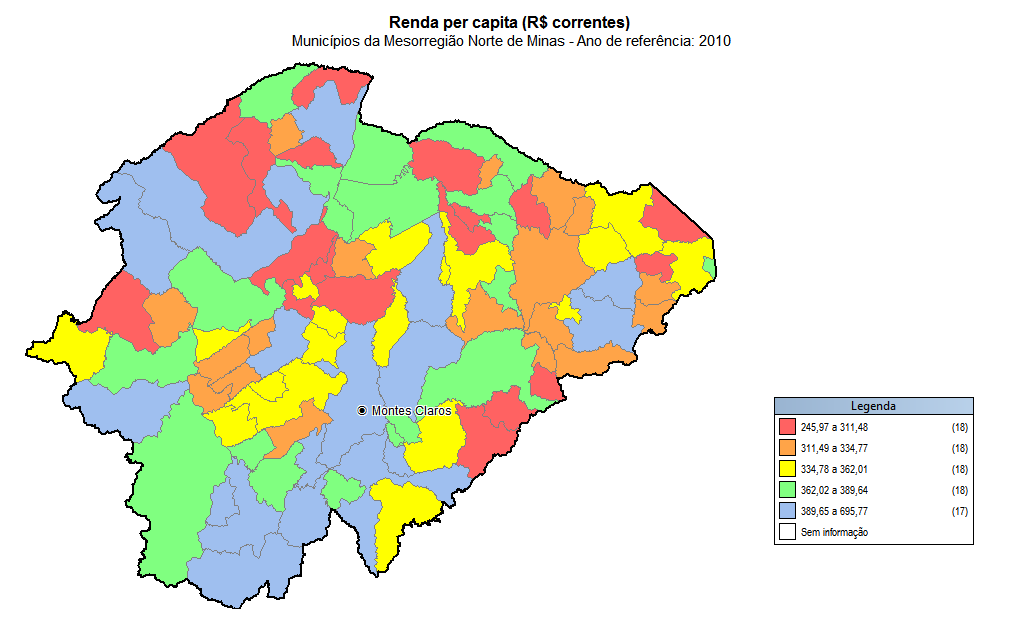 Renda per capita (R$ correntes)
Municípios da Mesorregião Norte de Minas - Ano de referência: 2010
Montes Claros
Legenda
245,97 a 311,48 (18)
311,49 a 334,77 (18)
334,78 a 362,01 (18)
362,02 a 389,64 (18)
389,65 a 695,77 (17)
Sem informação